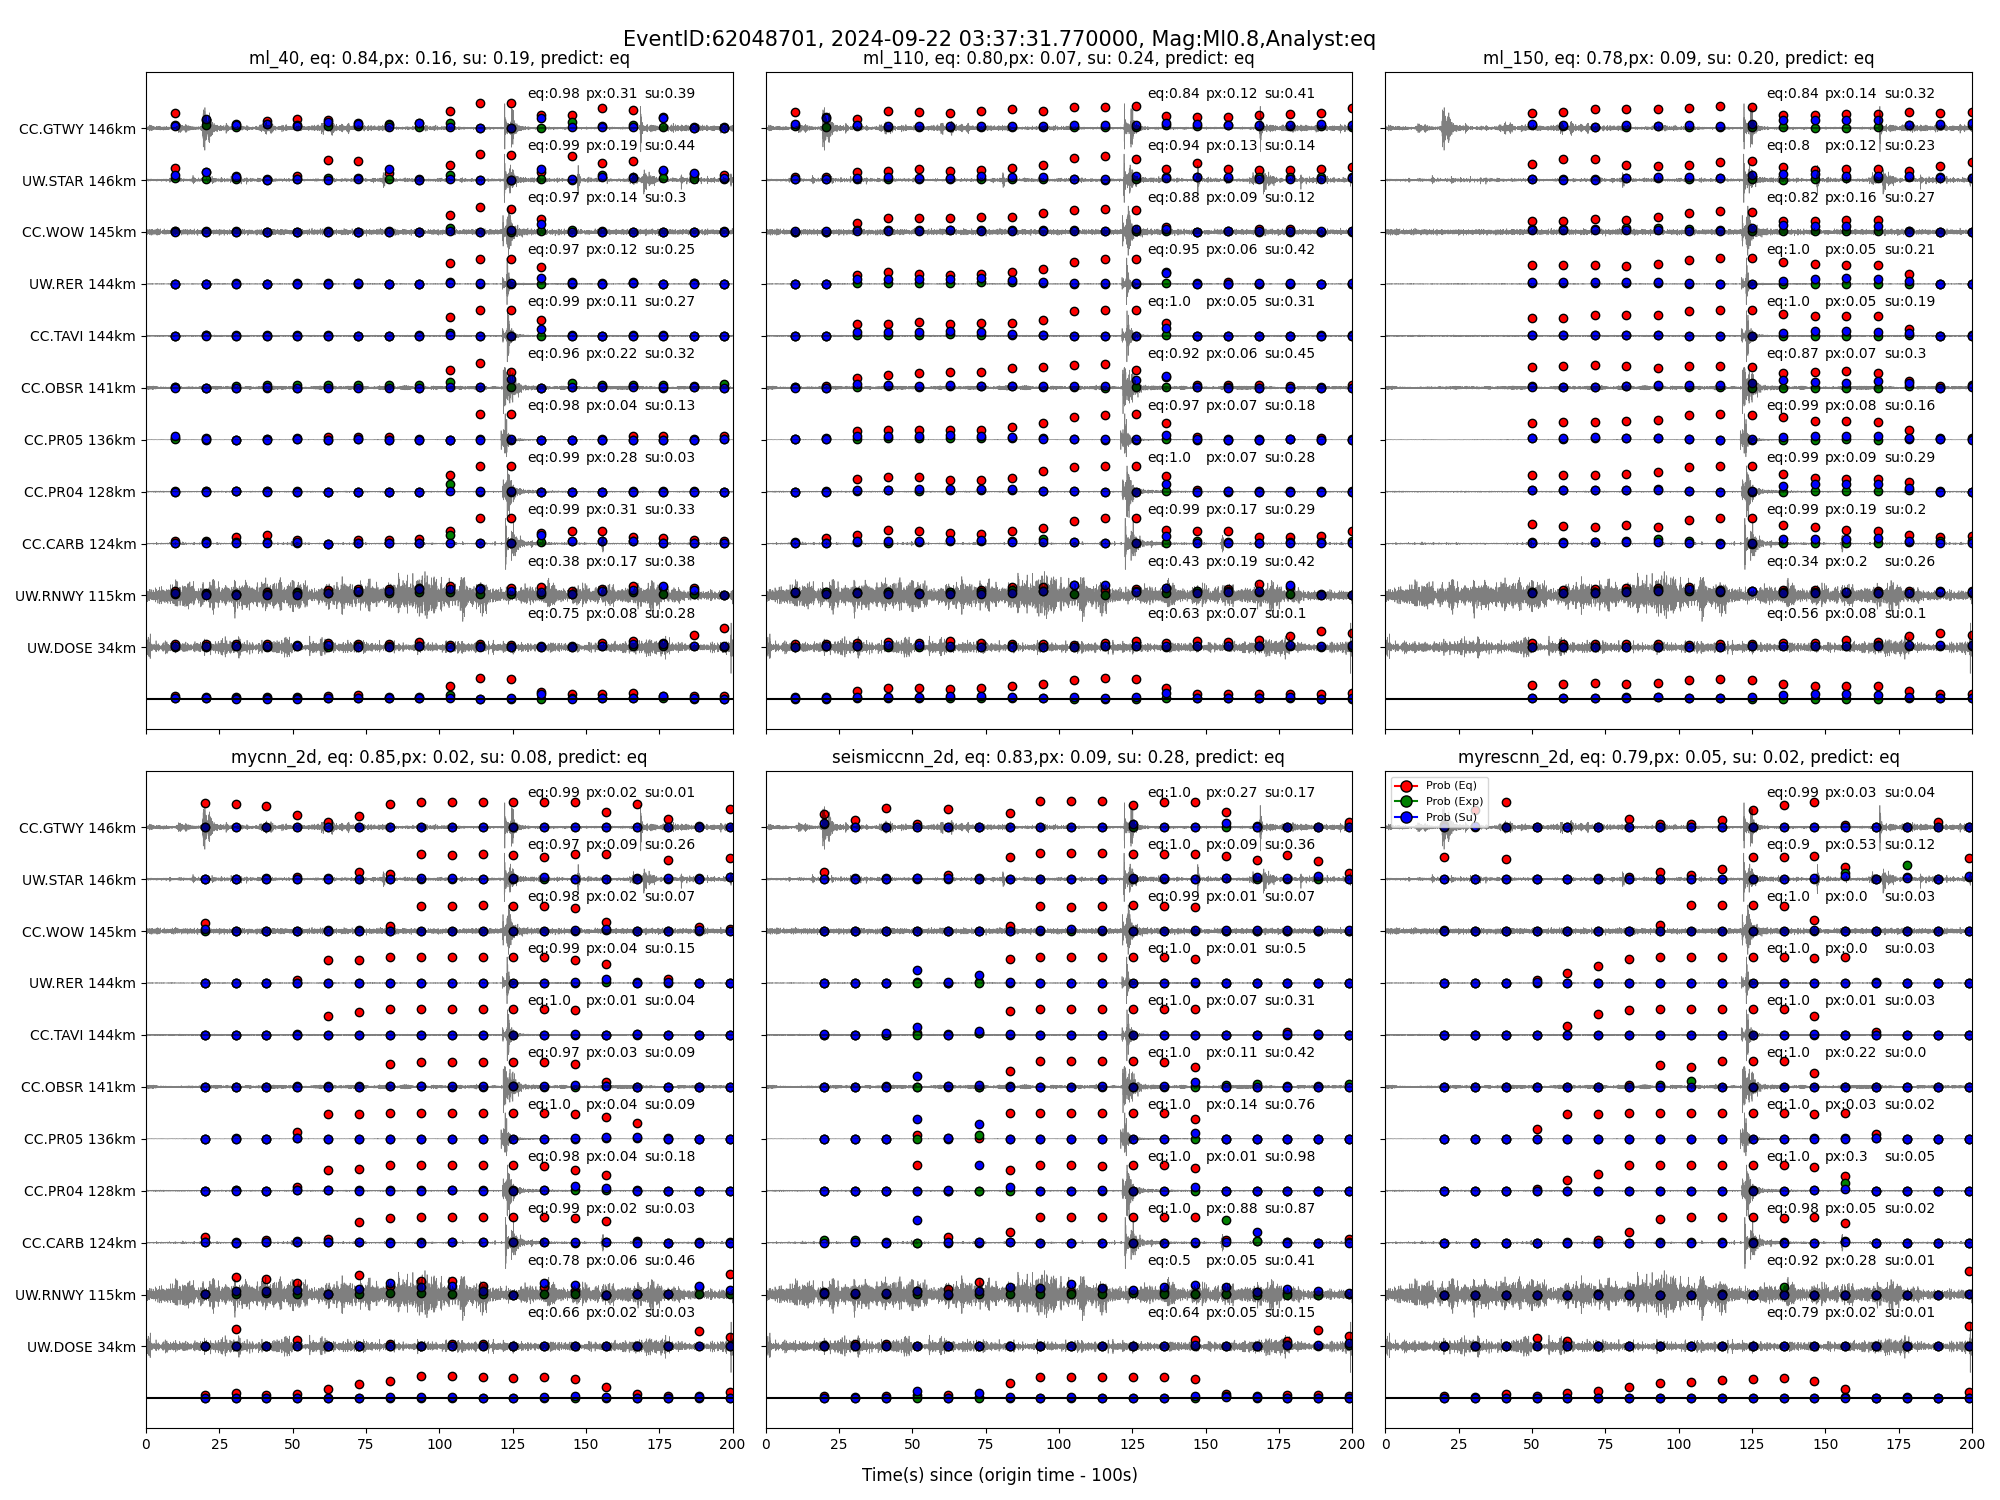 EventID:62048701, 2024-09-22 03:37:31.770000, Mag:Ml0.8,Analyst:eq
ml_40, eq: 0.84,px: 0.16, su: 0.19, predict: eq
CC.GTWY 146km
eq:0.98 px:0.31 su:0.39
UW.STAR 146km
eq:0.99 px:0.19 su:0.44
CC.WOW 145km
eq:0.97 px:0.14 su:0.3
UW.RER 144km
eq:0.97 px:0.12 su:0.25
CC.TAVI 144km
eq:0.99 px:0.11 su:0.27
CC.OBSR 141km
eq:0.96 px:0.22 su:0.32
CC.PR05 136km
eq:0.98 px:0.04 su:0.13
CC.PR04 128km
eq:0.99 px:0.28 su:0.03
CC.CARB 124km
eq:0.99 px:0.31 su:0.33
UW.RNWY 115km
eq:0.38 px:0.17 su:0.38
UW.DOSE 34km
eq:0.75 px:0.08 su:0.28
ml_110, eq: 0.80,px: 0.07, su: 0.24, predict: eq
eq:0.84 px:0.12 su:0.41
eq:0.94 px:0.13 su:0.14
eq:0.88 px:0.09 su:0.12
eq:0.95 px:0.06 su:0.42
eq:1.0 px:0.05 su:0.31
eq:0.92 px:0.06 su:0.45
eq:0.97 px:0.07 su:0.18
eq:1.0 px:0.07 su:0.28
eq:0.99 px:0.17 su:0.29
eq:0.43 px:0.19 su:0.42
eq:0.63 px:0.07 su:0.1
ml_150, eq: 0.78,px: 0.09, su: 0.20, predict: eq
eq:0.84 px:0.14 su:0.32
eq:0.8 px:0.12 su:0.23
eq:0.82 px:0.16 su:0.27
eq:1.0 px:0.05 su:0.21
eq:1.0 px:0.05 su:0.19
eq:0.87 px:0.07 su:0.3
eq:0.99 px:0.08 su:0.16
eq:0.99 px:0.09 su:0.29
eq:0.99 px:0.19 su:0.2
eq:0.34 px:0.2 su:0.26
eq:0.56 px:0.08 su:0.1
mycnn_2d, eq: 0.85,px: 0.02, su: 0.08, predict: eq
CC.GTWY 146km
eq:0.99 px:0.02 su:0.01
UW.STAR 146km
eq:0.97 px:0.09 su:0.26
CC.WOW 145km
eq:0.98 px:0.02 su:0.07
UW.RER 144km
eq:0.99 px:0.04 su:0.15
CC.TAVI 144km
eq:1.0 px:0.01 su:0.04
CC.OBSR 141km
eq:0.97 px:0.03 su:0.09
CC.PR05 136km
eq:1.0 px:0.04 su:0.09
CC.PR04 128km
eq:0.98 px:0.04 su:0.18
CC.CARB 124km
eq:0.99 px:0.02 su:0.03
UW.RNWY 115km
eq:0.78 px:0.06 su:0.46
UW.DOSE 34km
eq:0.66 px:0.02 su:0.03
0 25 50 75 100 125 150 175 200
seismiccnn_2d, eq: 0.83,px: 0.09, su: 0.28, predict: eq
eq:1.0 px:0.27 su:0.17
eq:1.0 px:0.09 su:0.36
eq:0.99 px:0.01 su:0.07
eq:1.0 px:0.01 su:0.5
eq:1.0 px:0.07 su:0.31
eq:1.0 px:0.11 su:0.42
eq:1.0 px:0.14 su:0.76
eq:1.0 px:0.01 su:0.98
eq:1.0 px:0.88 su:0.87
eq:0.5 px:0.05 su:0.41
eq:0.64 px:0.05 su:0.15
0 25 50 75 100 125 150 175 200
myrescnn_2d, eq: 0.79,px: 0.05, su: 0.02, predict: eq
Prob (Eq)
Prob (Exp)
Prob (Su)
eq:0.99 px:0.03 su:0.04
eq:0.9 px:0.53 su:0.12
eq:1.0 px:0.0 su:0.03
eq:1.0 px:0.0 su:0.03
eq:1.0 px:0.01 su:0.03
eq:1.0 px:0.22 su:0.0
eq:1.0 px:0.03 su:0.02
eq:1.0 px:0.3 su:0.05
eq:0.98 px:0.05 su:0.02
eq:0.92 px:0.28 su:0.01
eq:0.79 px:0.02 su:0.01
0 25 50 75 100 125 150 175 200
Time(s) since (origin time - 100s)